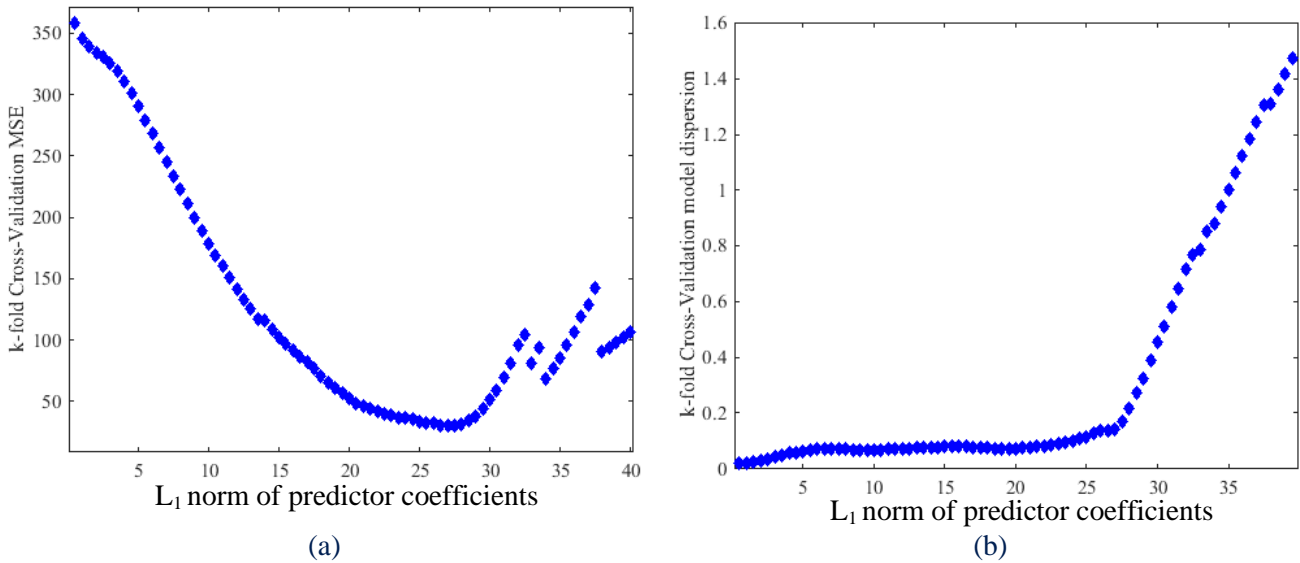 350
300
250
200
150
100
50
k-fold Cross-Validation MSE
5 10 15 20 25 30 35 40
L₁ norm of predictor coefficients
(a)
1.6
1.4
1.2
1
0.8
0.6
0.4
0.2
0
k-fold Cross-Validation model dispersion
5 10 15 20 25 30 35
L₁ norm of predictor coefficients
(b)